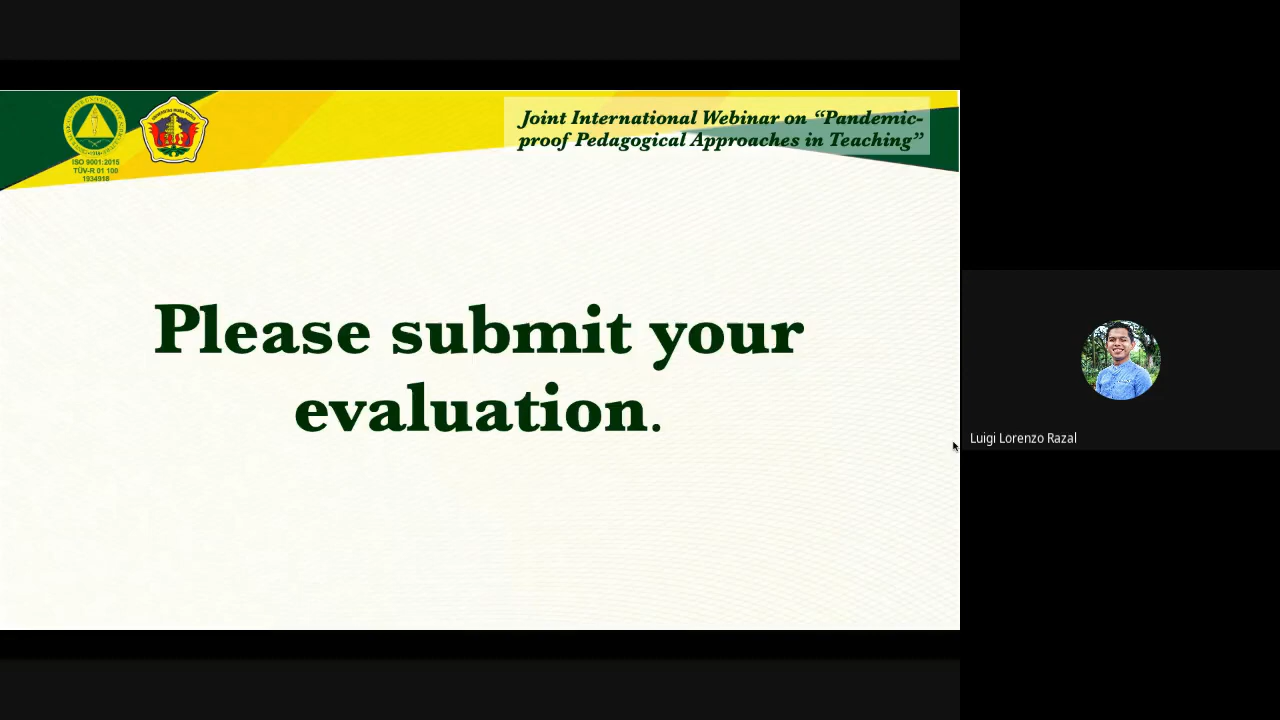 Joint International Webinar on “Pandemic-
proof Pedagogical Approaches in Teaching”
ISO 9001:2015
TÜV-R 01 100
1934918
Please submit your
evaluation.
Luigi Lorenzo Razal